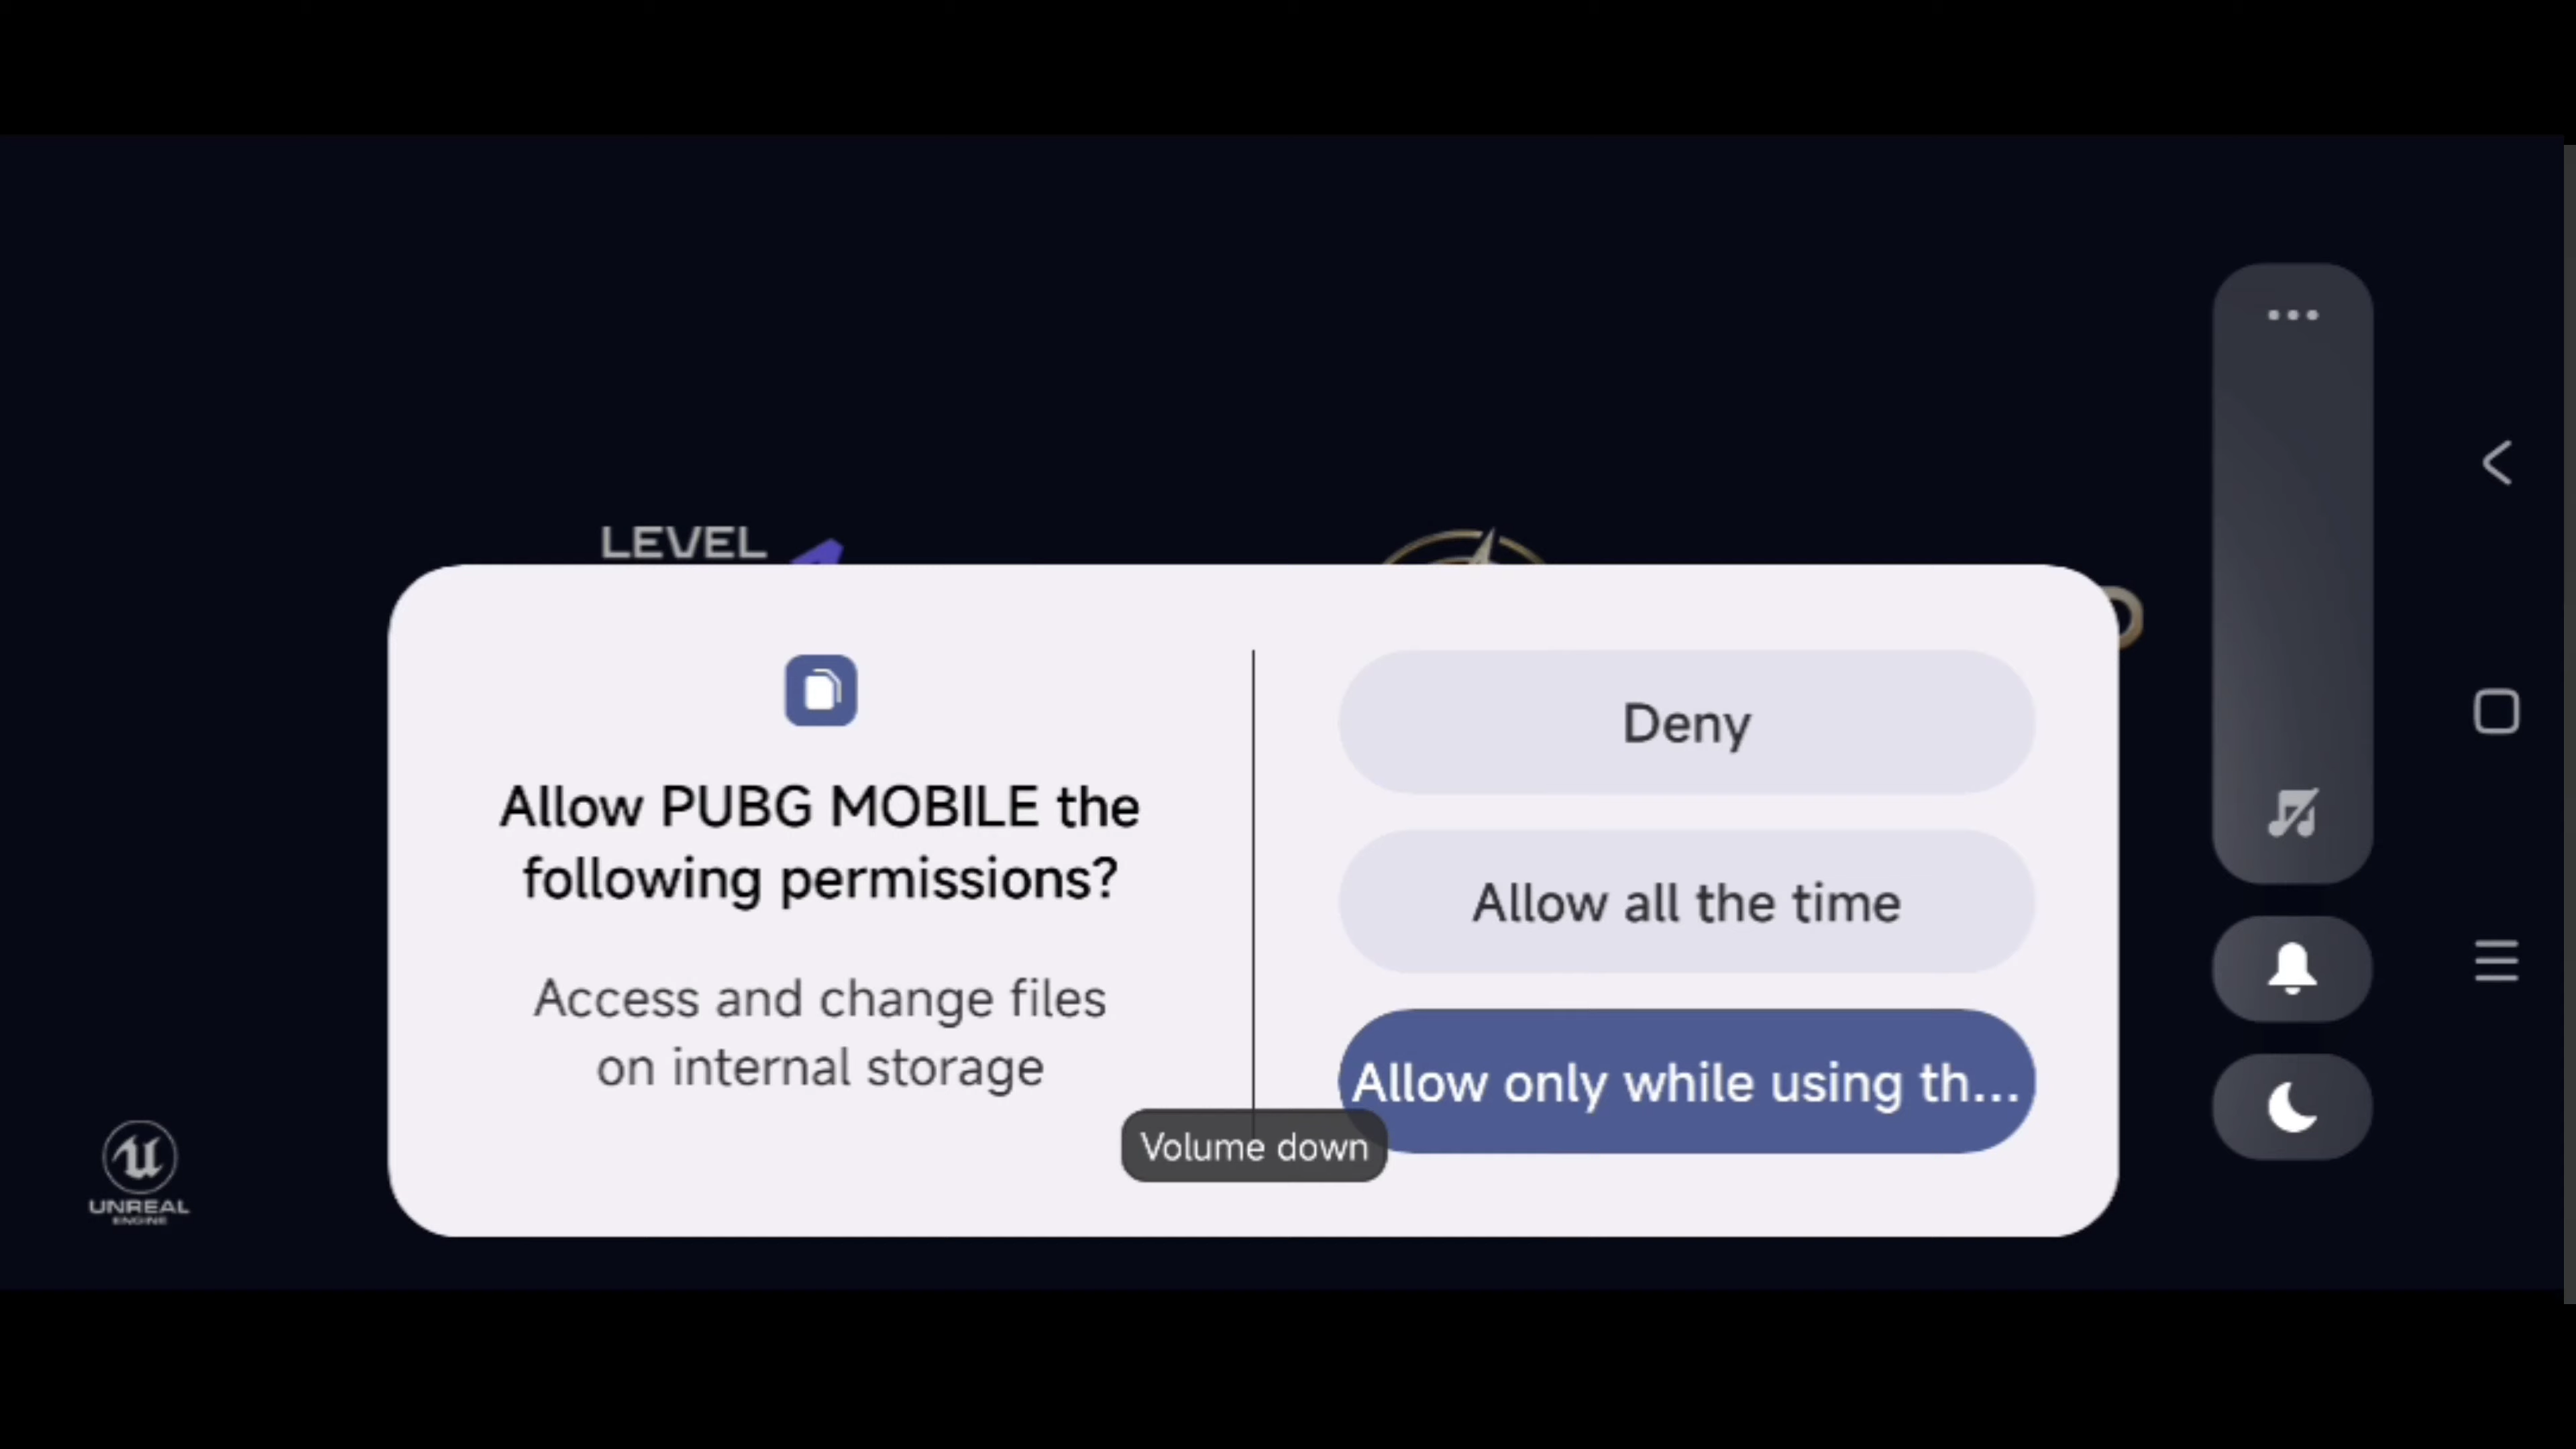 LEVEL
Allow PUBG MOBILE the
following permissions?
Access and change files
on internal storage
Deny
Allow all the time
Allow only while using th...
Volume down
UNREAL
ENGINE